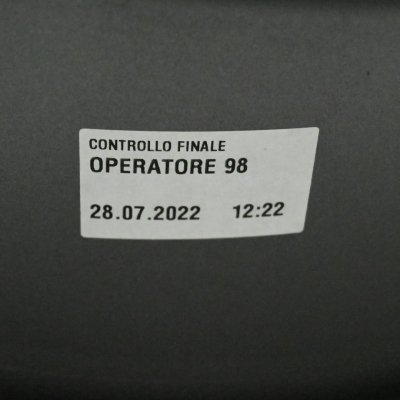 CONTROLLO FINALE
OPERATORE 98
28.07.2022 12:22